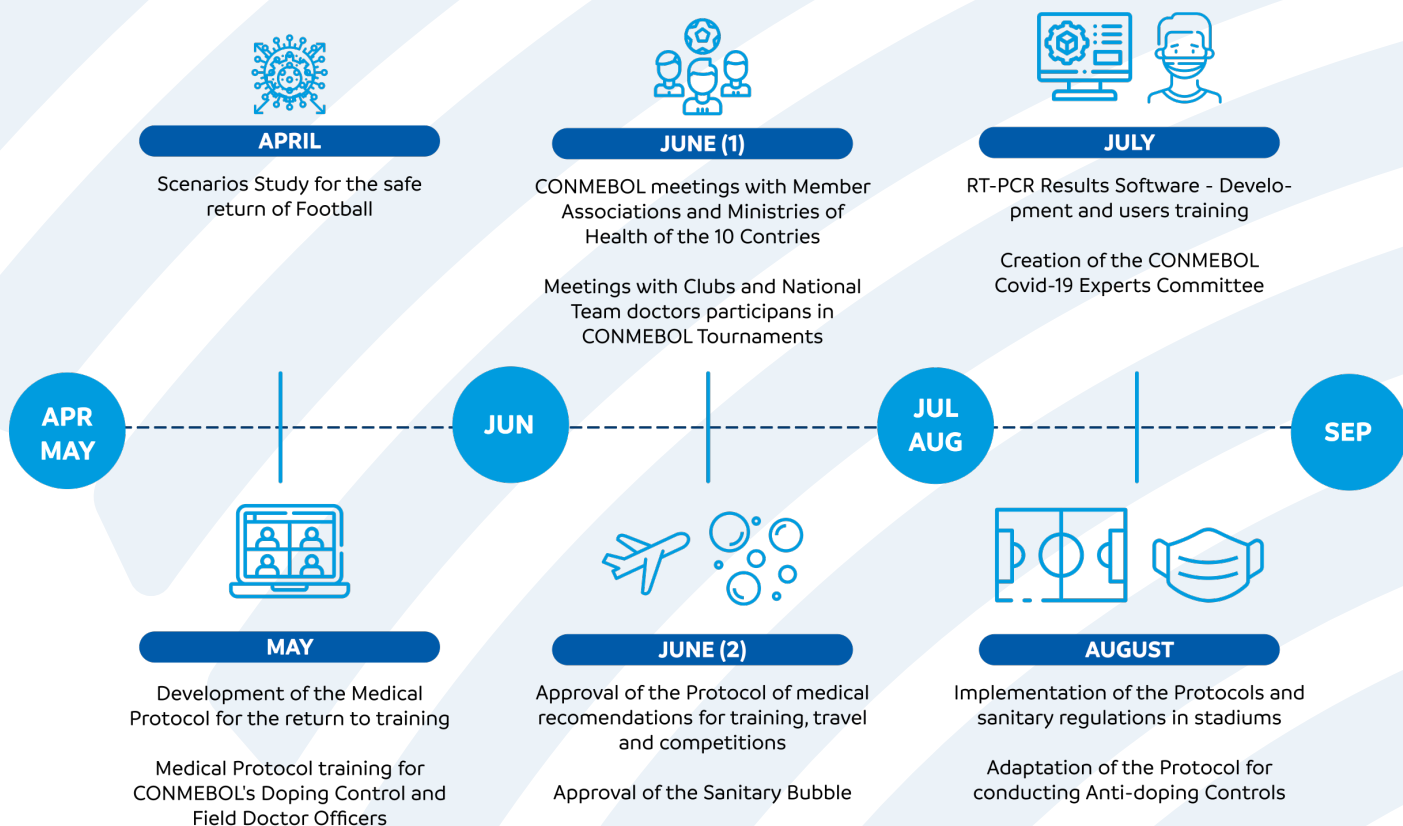 APRIL
Scenarios Study for the safe
return of Football
JUNE (1)
CONMEBOL meetings with Member
Associations and Ministries of
Health of the 10 Contries
Meetings with Clubs and National
Team doctors participans in
CONMEBOL Tournaments
JULY
RT-PCR Results Software - Develo-
pment and users training
Creation of the CONMEBOL
Covid-19 Experts Committee
APR
MAY
JUN
JUL
AUG
SEP
MAY
Development of the Medical
Protocol for the return to training
Medical Protocol training for
CONMEBOL's Doping Control and
Field Doctor Officers
JUNE (2)
Approval of the Protocol of medical
recomendations for training, travel
and competitions
Approval of the Sanitary Bubble
AUGUST
Implementation of the Protocols and
sanitary regulations in stadiums
Adaptation of the Protocol for
conducting Anti-doping Controls